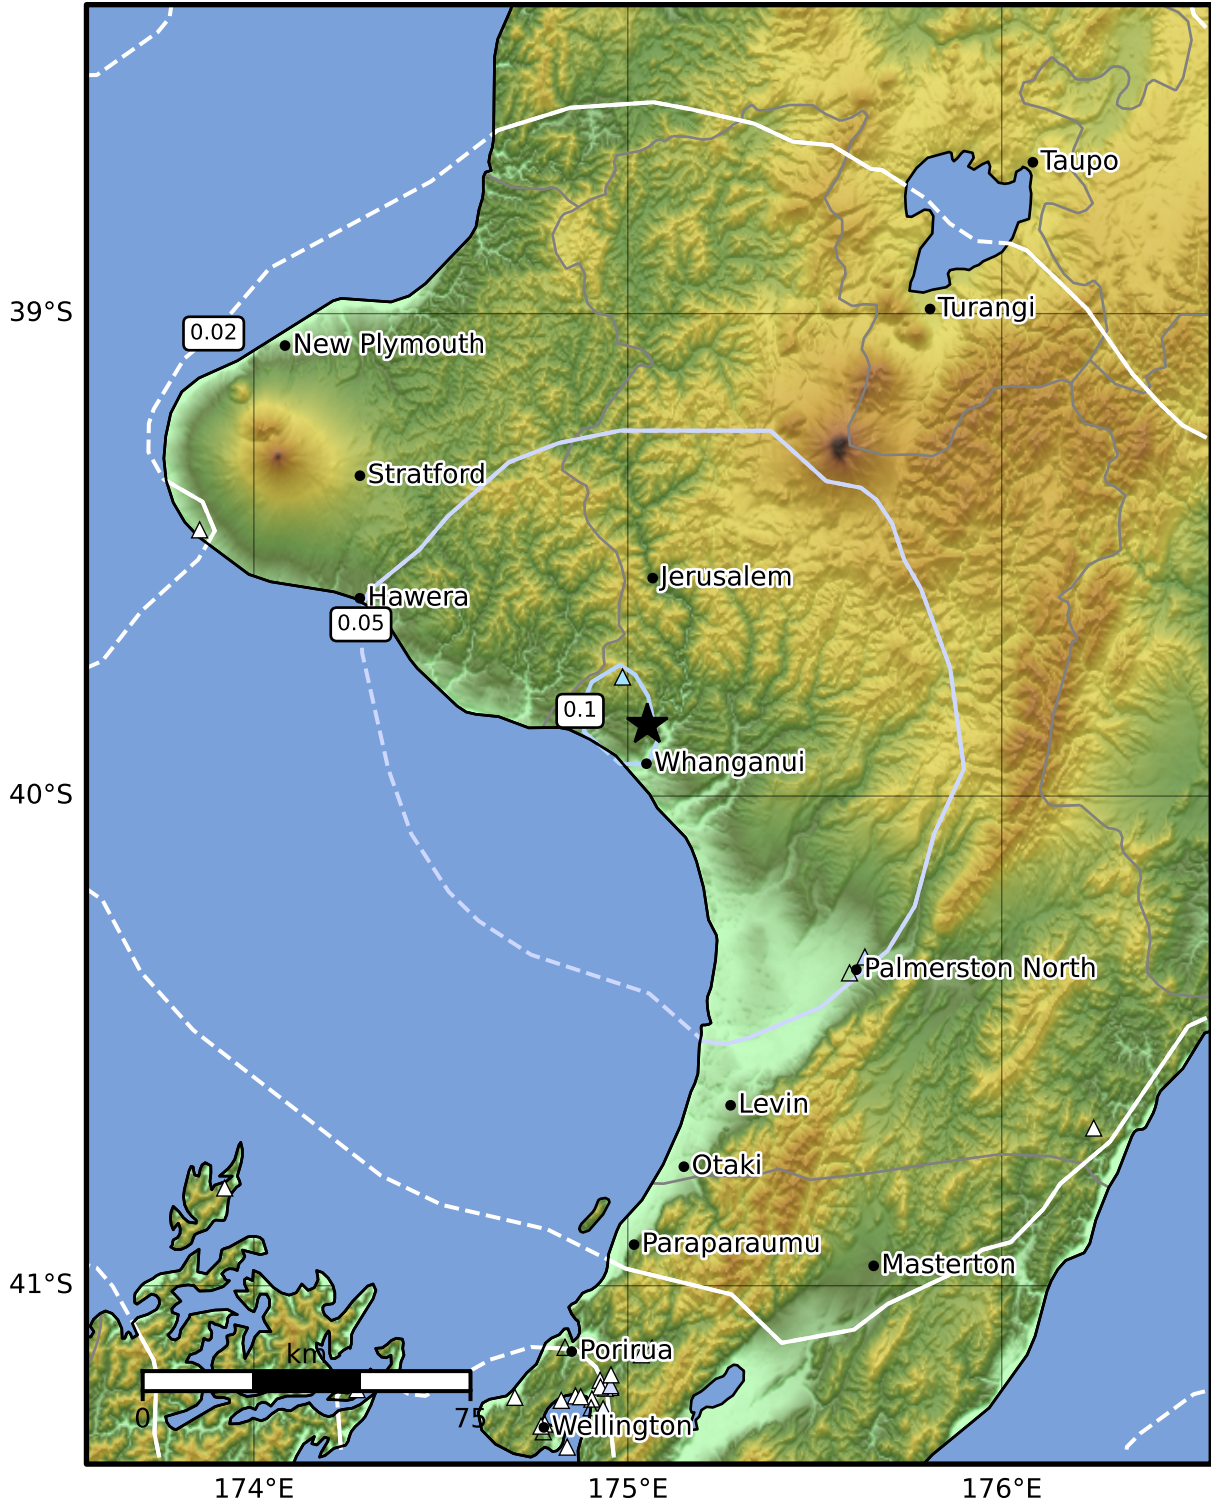 Taupo
39°S
Turangi
0.02
New Plymouth
Stratford
Jerusalem
Hawera
0.05
0.1
Whanganui
40°S
Palmerston North
Levin
Otaki
Paraparaumu
Masterton
41°S
Porirua
km
0
75
Wellington
174°E
175°E
176°E